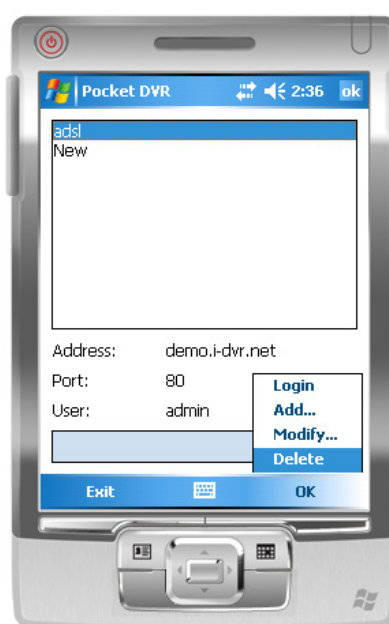 Pocket DVR 2:36 ok
adsl
New
Address: demo.i-dvr.net
Port: 80
User: admin
Login
Add...
Modify...
Delete
Exit OK